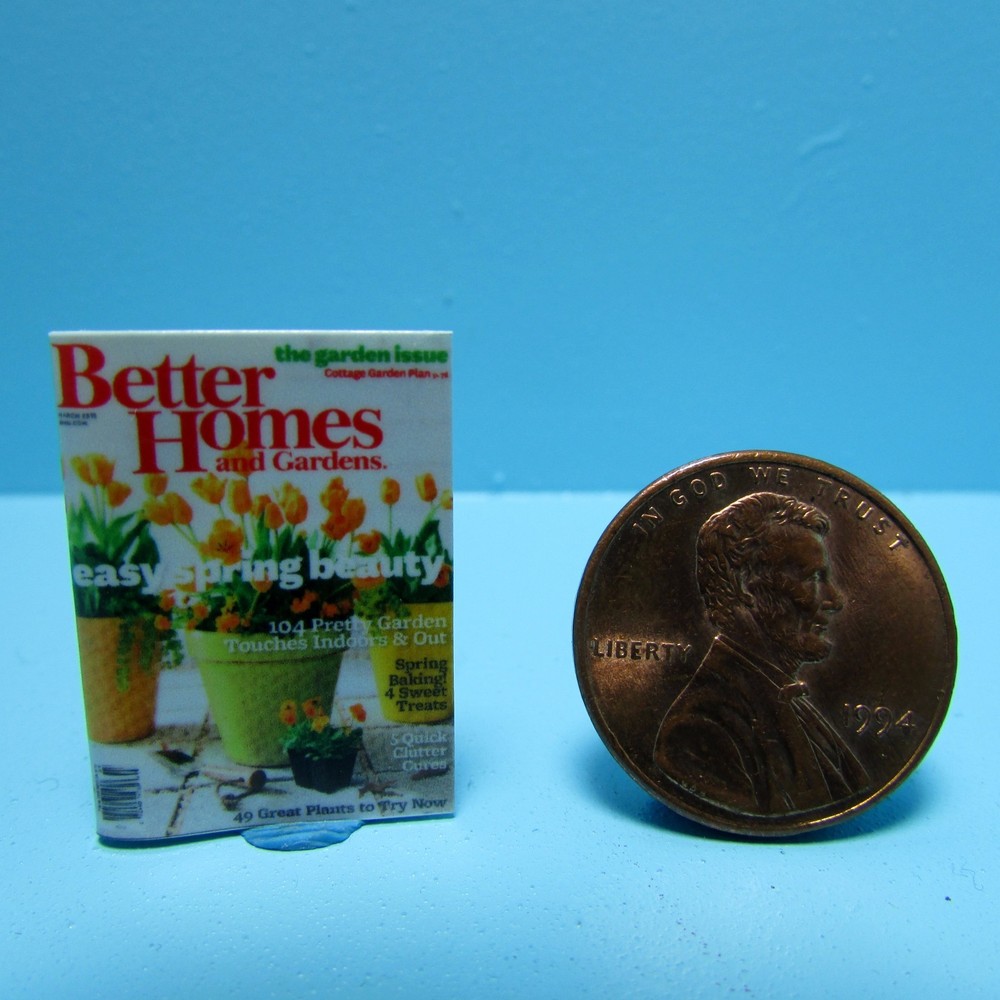 the garden issue
Cottage Garden Plan
Better
Homes
and Gardens.
easy spring beauty
104 Pretty Garden
Touches Indoors & Out
Spring
Baking!
4 Sweet
Treats
5 Quick
Clutter
Cures
49 Great Plants to Try Now
IN GOD WE TRUST
LIBERTY
1994